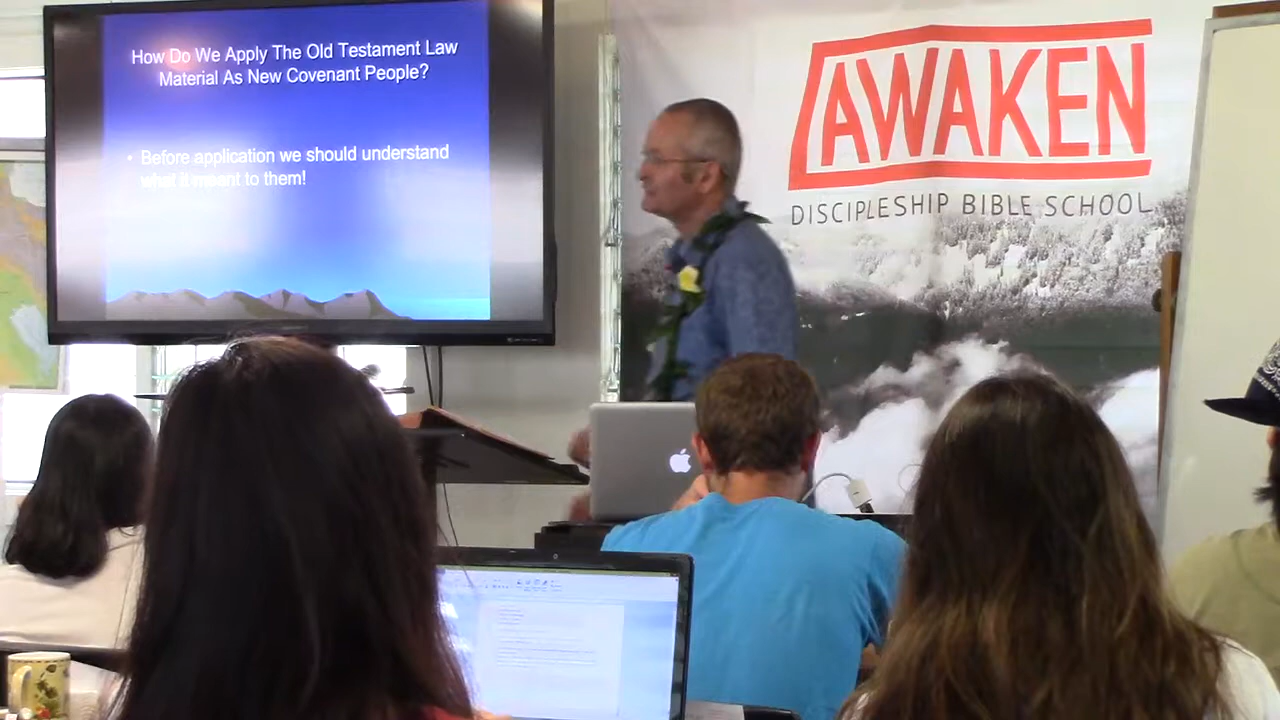 How Do We Apply The Old Testament Law
Material As New Covenant People?
• Before application we should understand
what it meant to them!
AWAKEN
DISCIPLESHIP BIBLE SCHOOL